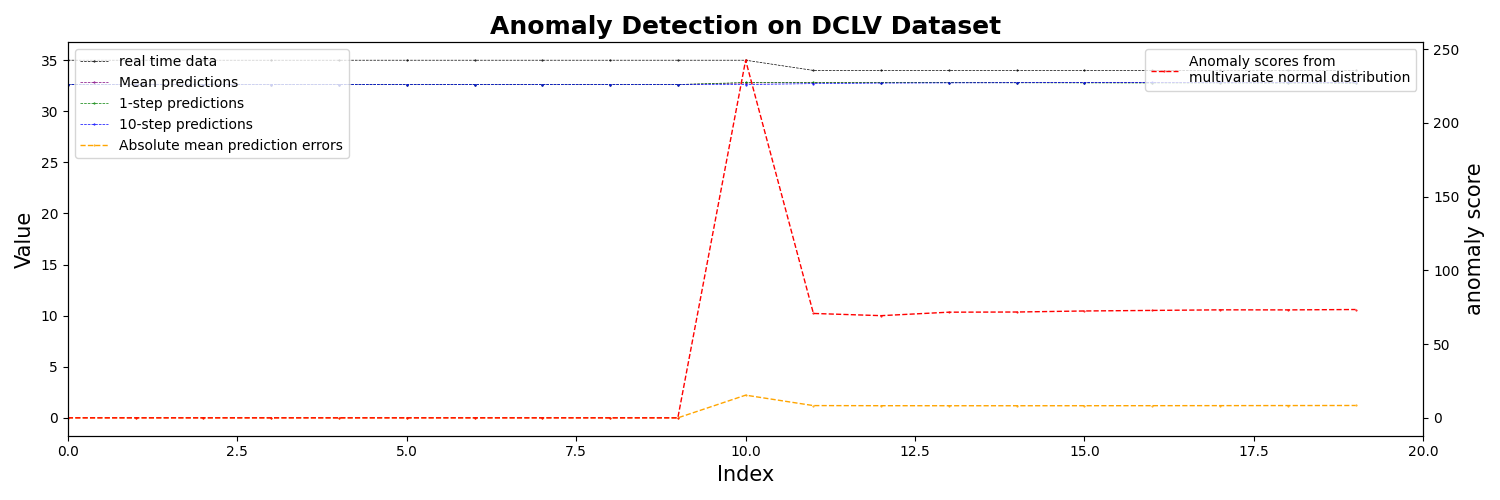 Anomaly Detection on DCLV Dataset
real time data
Mean predictions
1-step predictions
10-step predictions
Absolute mean prediction errors
Anomaly scores from
multivariate normal distribution
Value
35
30
25
20
15
10
5
0
250
200
150
100
50
0
anomaly score
0.0 2.5 5.0 7.5 10.0 12.5 15.0 17.5 20.0
Index